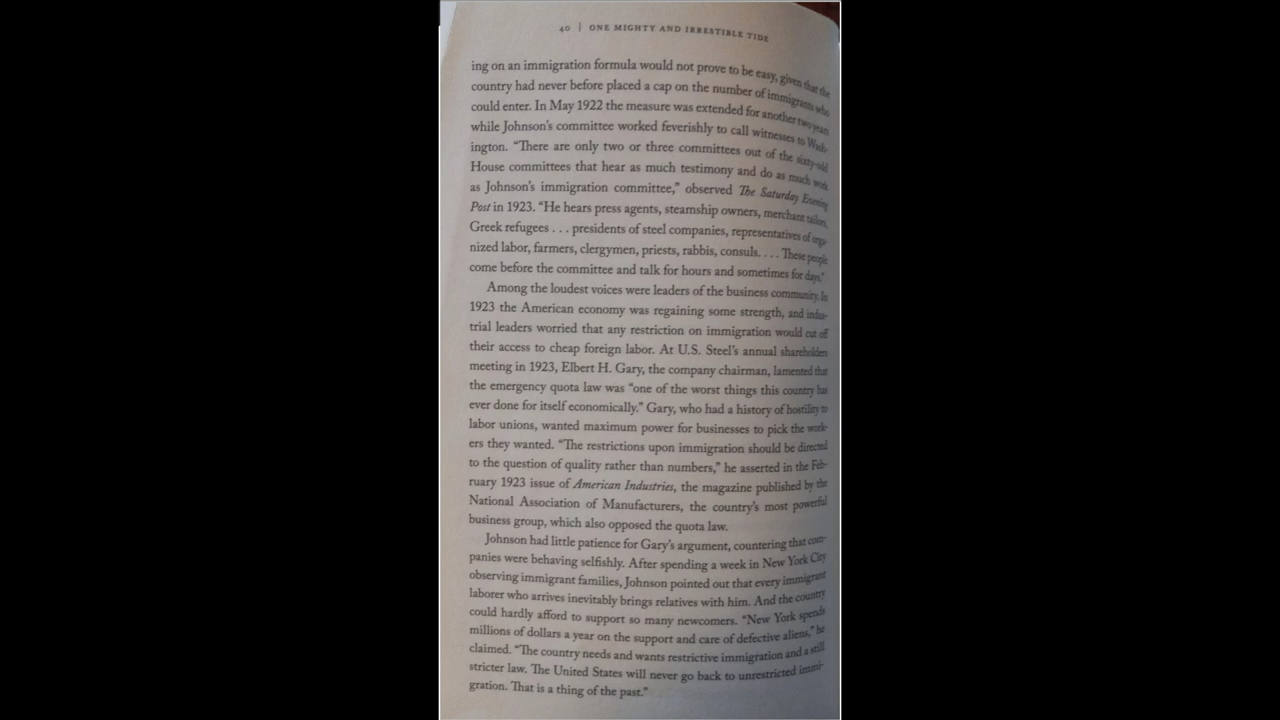 40 | ONE MIGHTY AND IRRESTIBLE TIDE
ing on an immigration formula would not prove to be easy, given that the
country had never before placed a cap on the number of immigrants who
could enter. In May 1922 the measure was extended for another two years
while Johnson's committee worked feverishly to call witnesses to Wash-
ington. “There are only two or three committees out of the sixty-odd
House committees that hear as much testimony and do as much work
as Johnson's immigration committee,” observed The Saturday Evening
Post in 1923. “He hears press agents, steamship owners, merchant tailors,
Greek refugees . . . presidents of steel companies, representatives of orga-
nized labor, farmers, clergymen, priests, rabbis, consuls. . . . These people
come before the committee and talk for hours and sometimes for days.”
Among the loudest voices were leaders of the business community. In
1923 the American economy was regaining some strength, and indus-
trial leaders worried that any restriction on immigration would cut off
their access to cheap foreign labor. At U.S. Steel's annual shareholders
meeting in 1923, Elbert H. Gary, the company chairman, lamented that
the emergency quota law was “one of the worst things this country has
ever done for itself economically.” Gary, who had a history of hostility to
labor unions, wanted maximum power for businesses to pick the work-
ers they wanted. “The restrictions upon immigration should be directed
to the question of quality rather than numbers,” he asserted in the Feb-
ruary 1923 issue of American Industries, the magazine published by the
National Association of Manufacturers, the country's most powerful
business group, which also opposed the quota law.
Johnson had little patience for Gary's argument, countering that com-
panies were behaving selfishly. After spending a week in New York City
observing immigrant families, Johnson pointed out that every immigrant
laborer who arrives inevitably brings relatives with him. And the country
could hardly afford to support so many newcomers. “New York spends
millions of dollars a year on the support and care of defective aliens,” he
claimed. “The country needs and wants restrictive immigration and a still
stricter law. The United States will never go back to unrestricted immi-
gration. That is a thing of the past.”